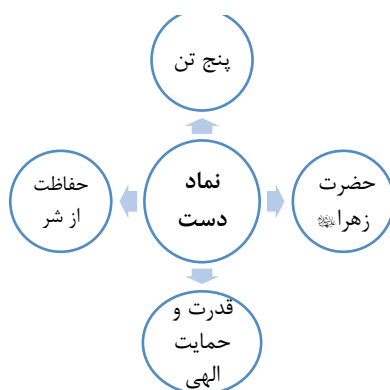 پنج تن
حضرت
زهرا
نماد
دست
حفاظت
از شر
قدرت و
حمایت
الهی